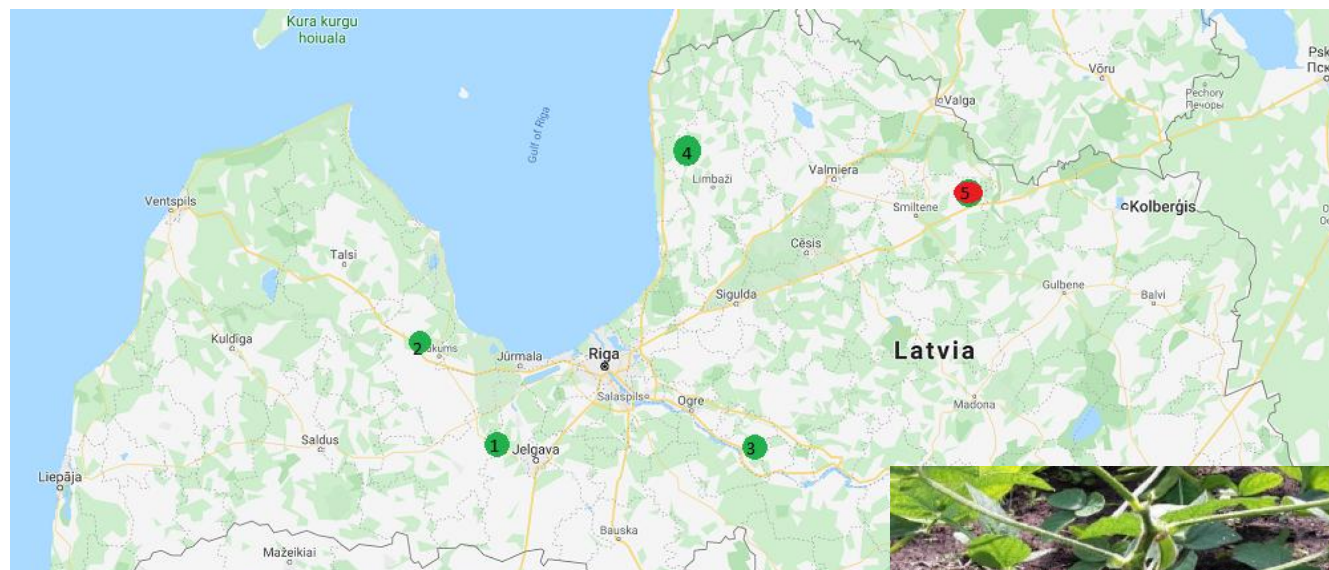 Kura kurgu
hoiuala
Psk
Пск
Võru
Pechory
Печоры
Valga
Gulf of Riga
4
Limbaži
Valmiera
5
Smiltene
Kolberģis
Ventspils
Talsi
Cēsis
Gulbene
Balvi
Sigulda
Kuldīga
2
Jūrmala
Riga
Latvia
Salaspils
Ogre
Madona
Saldus
1
Jelgava
3
Liepāja
Bauska
Mažeikiai